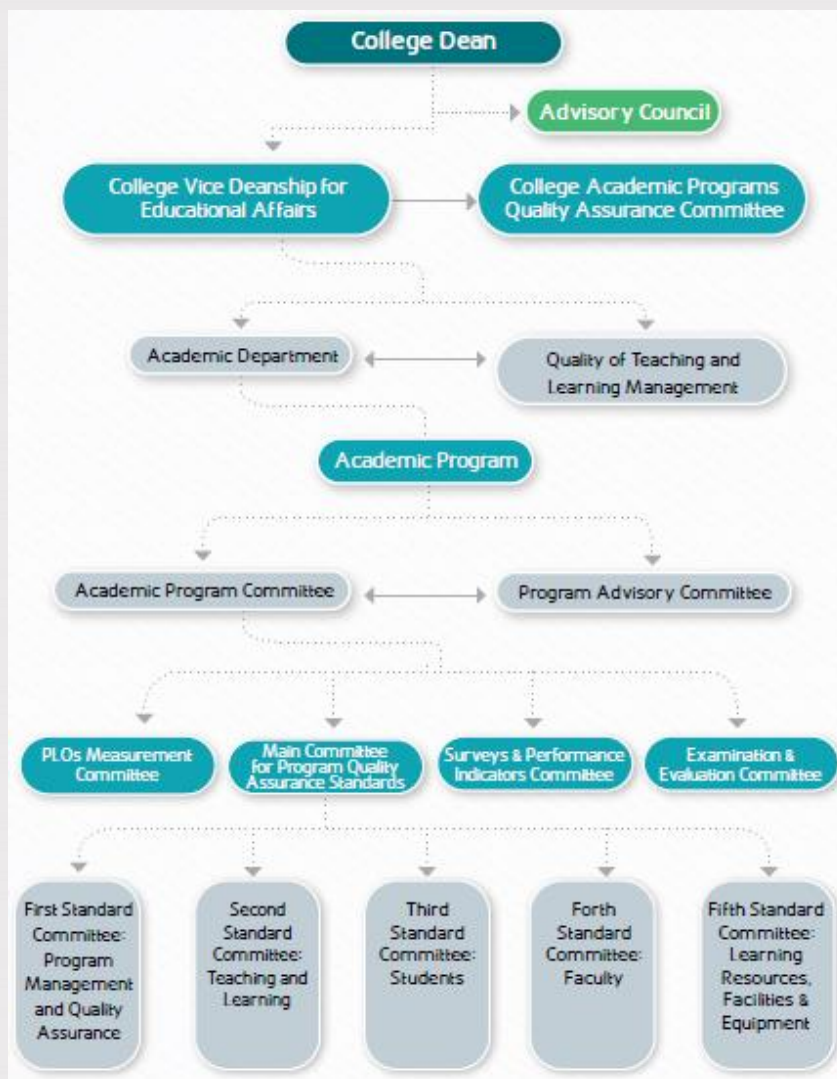 College Dean
Advisory Council
College Vice Deanship for
Educational Affairs
College Academic Programs
Quality Assurance Committee
Academic Department
Quality of Teaching and
Learning Management
Academic Program
Academic Program Committee
Program Advisory Committee
PLOs Measurement
Committee
Main Committee
for Program Quality
Assurance Standards
Surveys & Performance
Indicators Committee
Examination &
Evaluation Committee
First Standard
Committee:
Program
Management
and Quality
Assurance
Second
Standard
Committee:
Teaching and
Learning
Third
Standard
Committee:
Students
Forth
Standard
Committee:
Faculty
Fifth Standard
Committee:
Learning
Resources,
Facilities &
Equipment